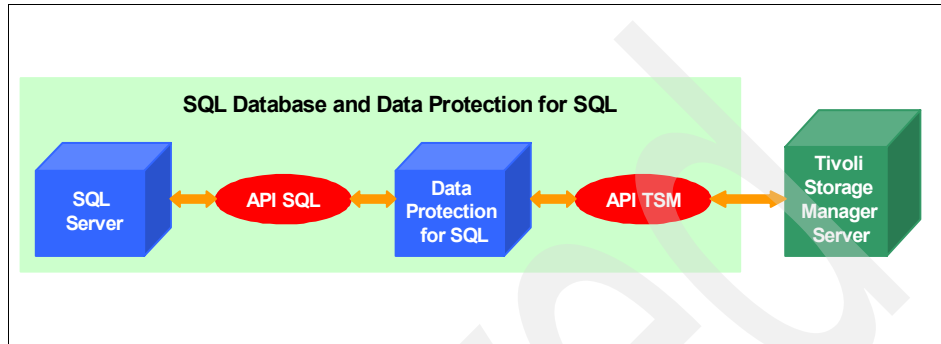 SQL Database and Data Protection for SQL
SQL
Server
API SQL
Data
Protection
for SQL
API TSM
Tivoli
Storage
Manager
Server